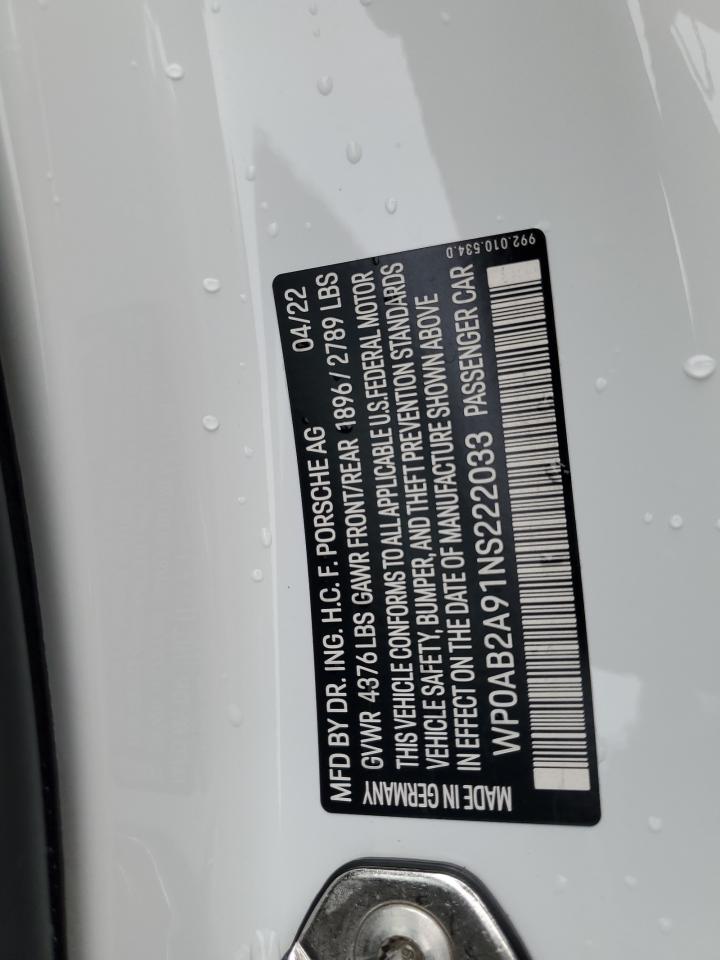 MFD BY DR. ING. H.C. F. PORSCHE AG 04/22
GVWR 4376 LBS GAWR FRONT/REAR 1896/2789 LBS
THIS VEHICLE CONFORMS TO ALL APPLICABLE U.S. FEDERAL MOTOR
VEHICLE SAFETY, BUMPER, AND THEFT PREVENTION STANDARDS
IN EFFECT ON THE DATE OF MANUFACTURE SHOWN ABOVE
WP0AB2A91NS222033 PASSENGER CAR
MADE IN GERMANY
992.010.534.D